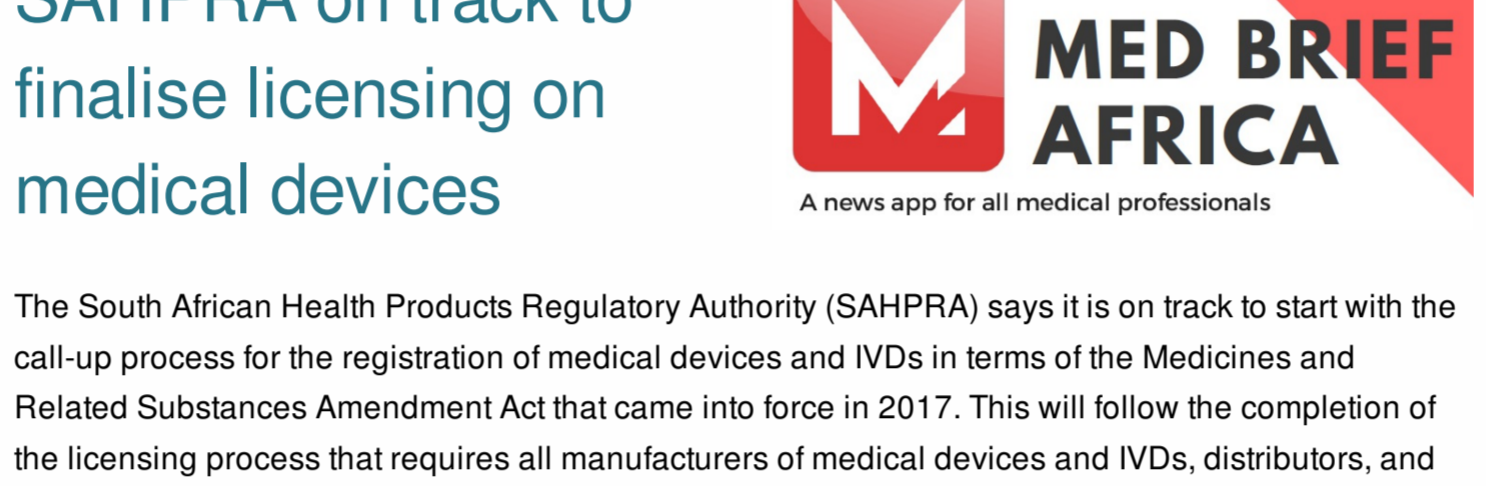 SAHPRA on track to
finalise licensing on
medical devices
MED BRIEF
AFRICA
A news app for all medical professionals
The South African Health Products Regulatory Authority (SAHPRA) says it is on track to start with the
call-up process for the registration of medical devices and IVDs in terms of the Medicines and
Related Substances Amendment Act that came into force in 2017. This will follow the completion of
the licensing process that requires all manufacturers of medical devices and IVDs, distributors, and